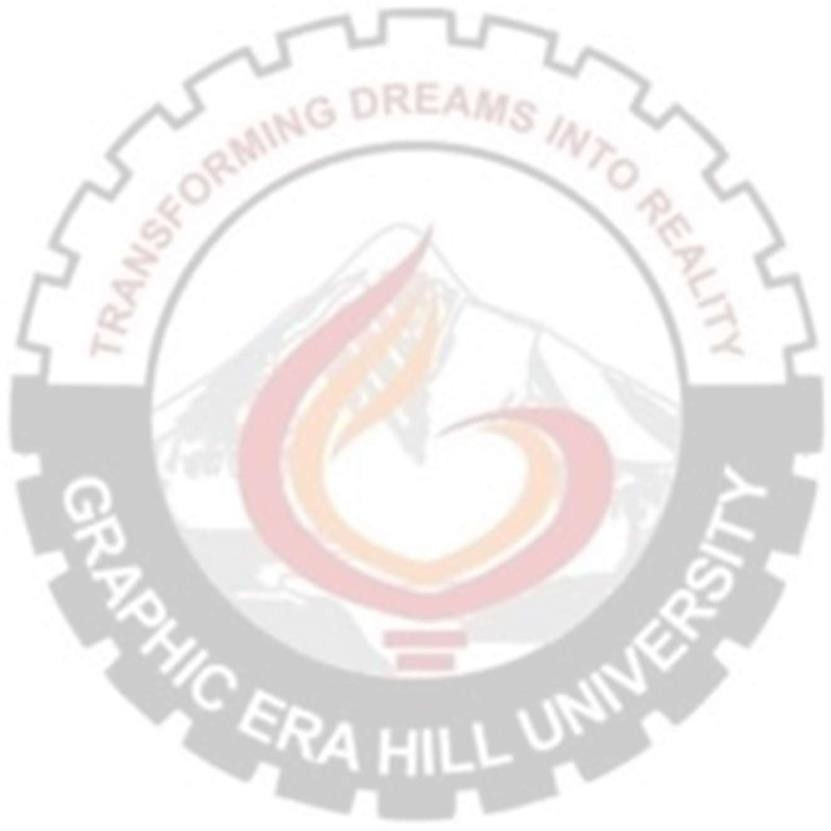 TRANSFORMING DREAMS INTO REALITY
GRAPHIC ERA HILL UNIVERSITY